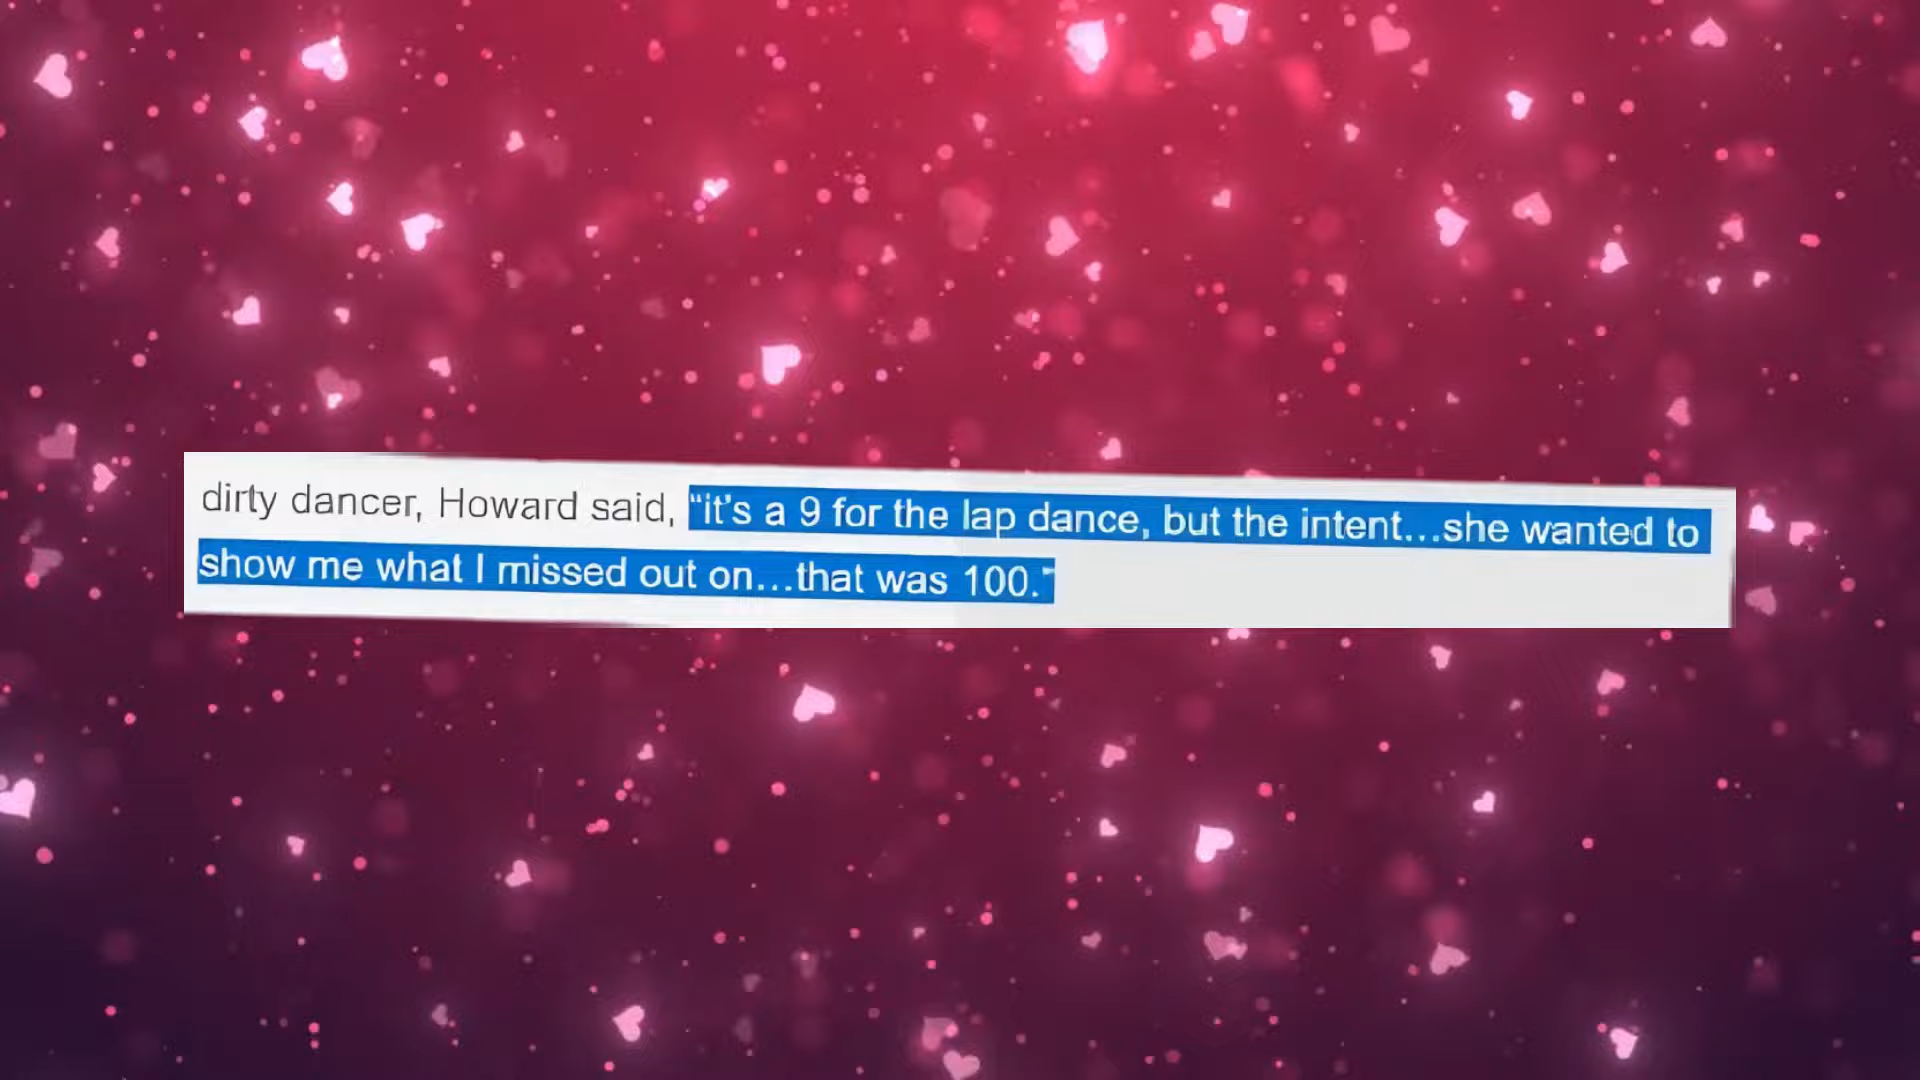 dirty dancer, Howard said, “it's a 9 for the lap dance, but the intent...she wanted to
show me what I missed out on...that was 100.”